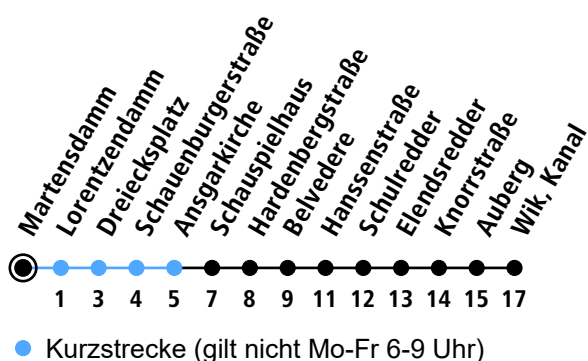 Martensdamm
Lorentzendamm
Dreiecksplatz
Schauenburgerstraße
Ansgarkirche
Schauspielhaus
Hardenbergstraße
Belvedere
Hanssenstraße
Schulredder
Elendsredder
Knorrstraße
Auberg
Wik, Kanal
1 3 4 5 7 8 9 11 12 13 14 15 17
Kurzstrecke (gilt nicht Mo-Fr 6-9 Uhr)